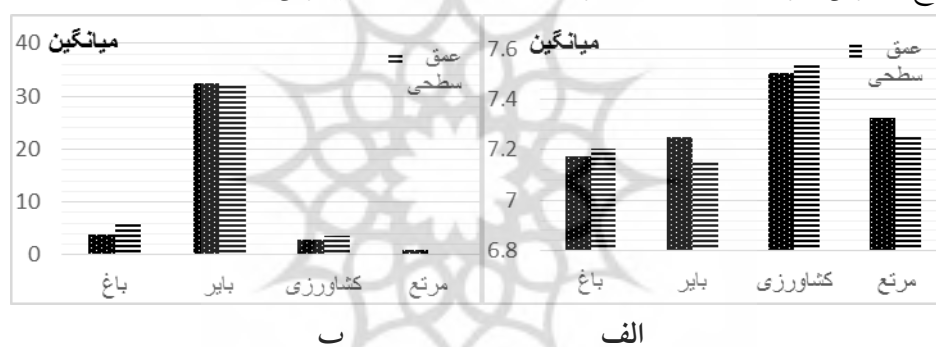 میانگین
عمق
سطحی
7.6
7.4
7.2
7
6.8
باغ
بایر
کشاورزی
مرتع
الف
میانگین
عمق
سطحی
40
30
20
10
0
باغ
بایر
کشاورزی
مرتع
ب